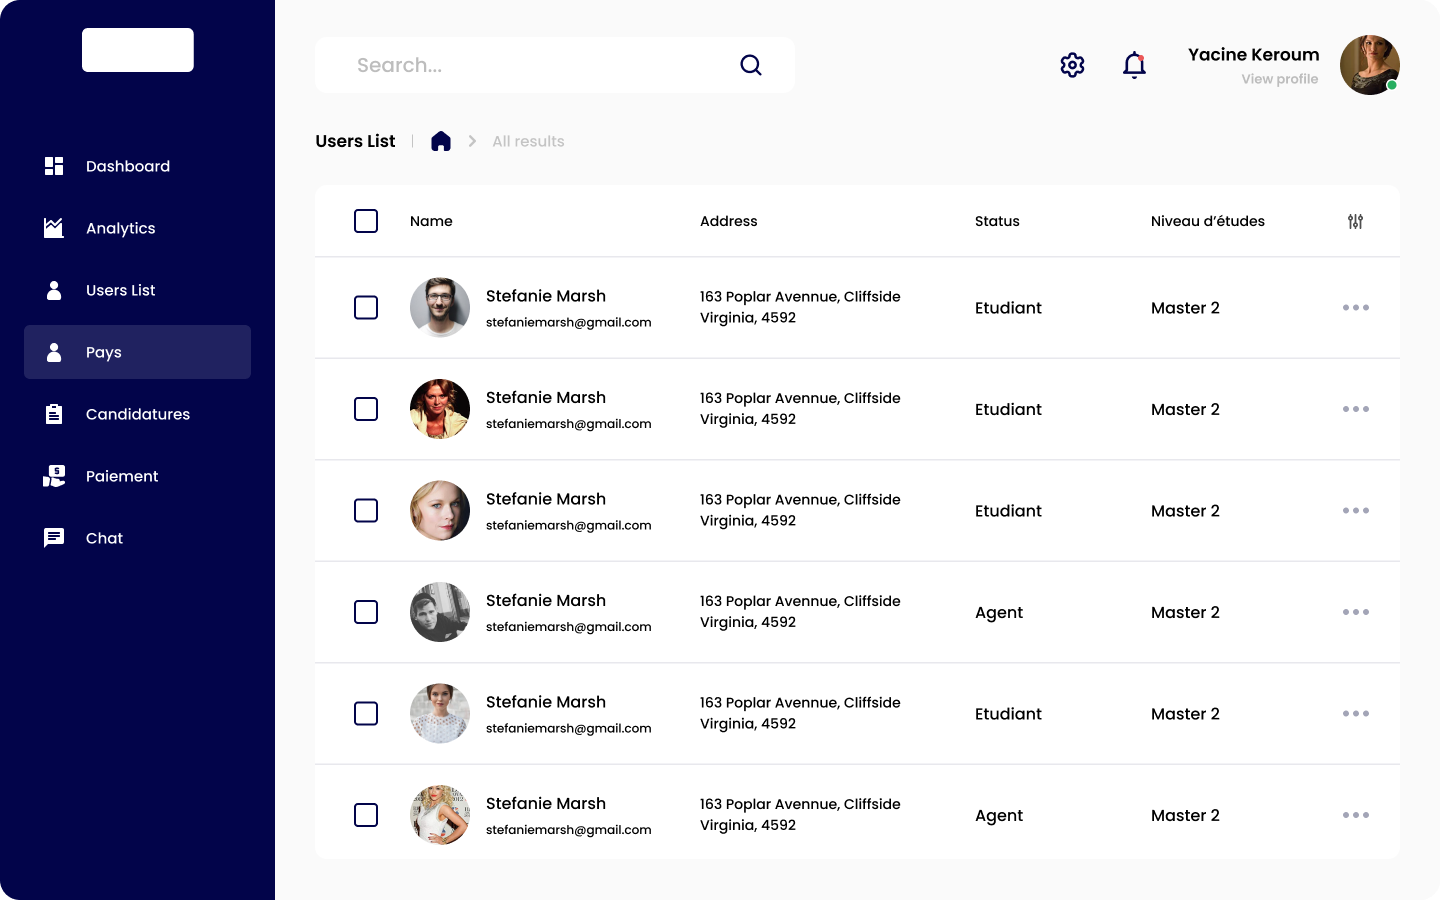 Search...
Yacine Keroum
View profile
Users List
All results
Dashboard
Analytics
Users List
Pays
Candidatures
Paiement
Chat
Name Address Status Niveau d’études
Stefanie Marsh
stefaniemarsh@gmail.com
163 Poplar Avennue, Cliffside
Virginia, 4592
Etudiant
Master 2
Stefanie Marsh
stefaniemarsh@gmail.com
163 Poplar Avennue, Cliffside
Virginia, 4592
Etudiant
Master 2
Stefanie Marsh
stefaniemarsh@gmail.com
163 Poplar Avennue, Cliffside
Virginia, 4592
Etudiant
Master 2
Stefanie Marsh
stefaniemarsh@gmail.com
163 Poplar Avennue, Cliffside
Virginia, 4592
Agent
Master 2
Stefanie Marsh
stefaniemarsh@gmail.com
163 Poplar Avennue, Cliffside
Virginia, 4592
Etudiant
Master 2
Stefanie Marsh
stefaniemarsh@gmail.com
163 Poplar Avennue, Cliffside
Virginia, 4592
Agent
Master 2